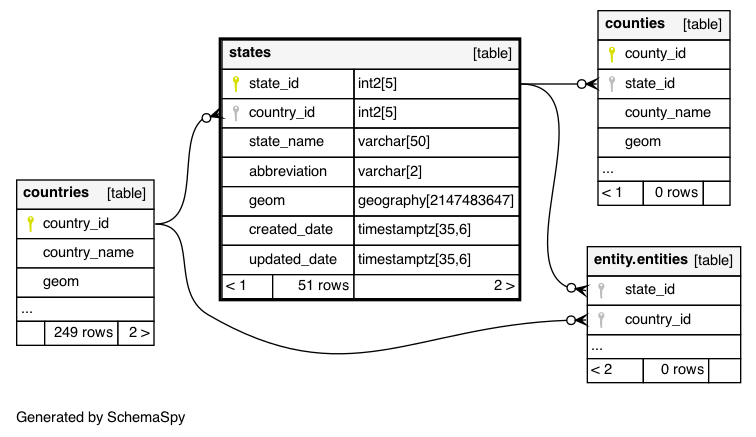 counties [table]
county_id
state_id
county_name
geom
...
< 1 0 rows
states [table]
state_id int2[5]
country_id int2[5]
state_name varchar[50]
abbreviation varchar[2]
geom geography[2147483647]
created_date timestamptz[35,6]
updated_date timestamptz[35,6]
< 1 51 rows 2 >
countries [table]
country_id
country_name
geom
...
249 rows 2 >
entity.entities [table]
state_id
country_id
...
< 2 0 rows
Generated by SchemaSpy